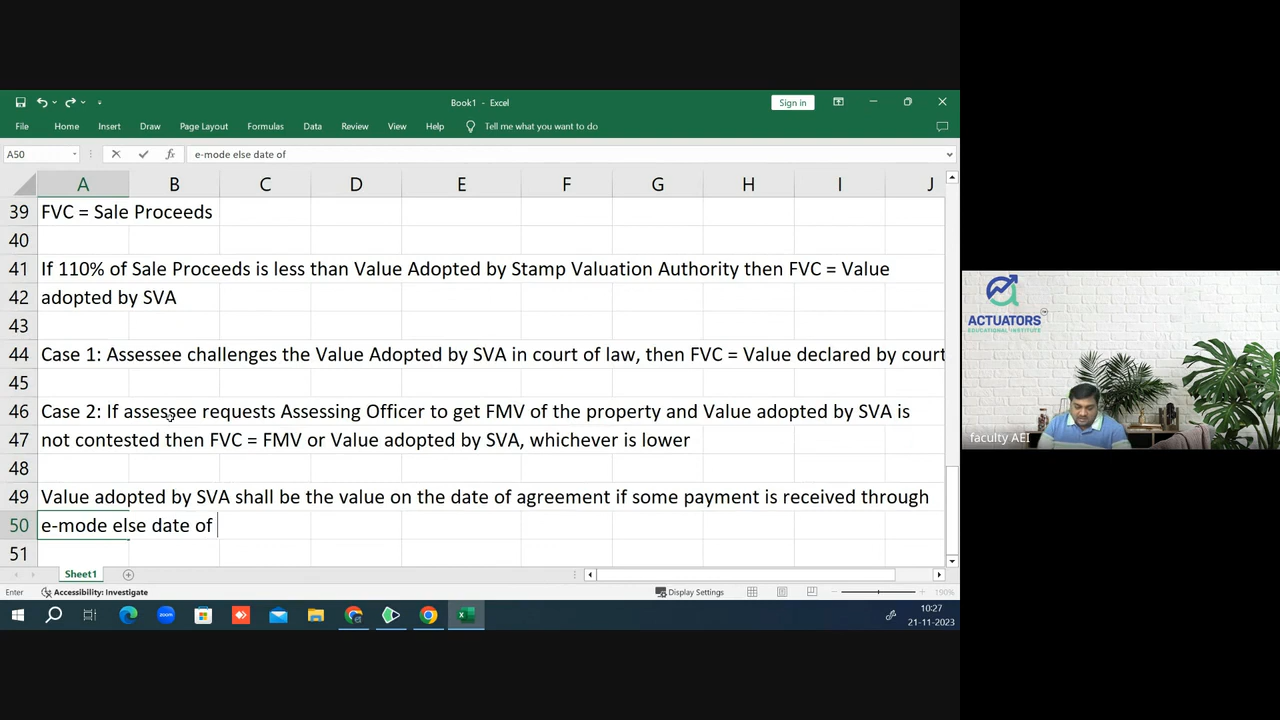 Book1 - Excel
Sign in
File Home Insert Draw Page Layout Formulas Data Review View Help Tell me what you want to do
A50 fx e-mode else date of
A B C D E F G H I J
39 FVC = Sale Proceeds
40
41 If 110% of Sale Proceeds is less than Value Adopted by Stamp Valuation Authority then FVC = Value
42 adopted by SVA
43
44 Case 1: Assessee challenges the Value Adopted by SVA in court of law, then FVC = Value declared by court
45
46 Case 2: If assessee requests Assessing Officer to get FMV of the property and Value adopted by SVA is
47 not contested then FVC = FMV or Value adopted by SVA, whichever is lower
48
49 Value adopted by SVA shall be the value on the date of agreement if some payment is received through
50 e-mode else date of
51
Sheet1
Enter Accessibility: Investigate Display Settings 190%
zoom
10:27
21-11-2023
ACTUATORS
EDUCATIONAL INSTITUTE
faculty AEI